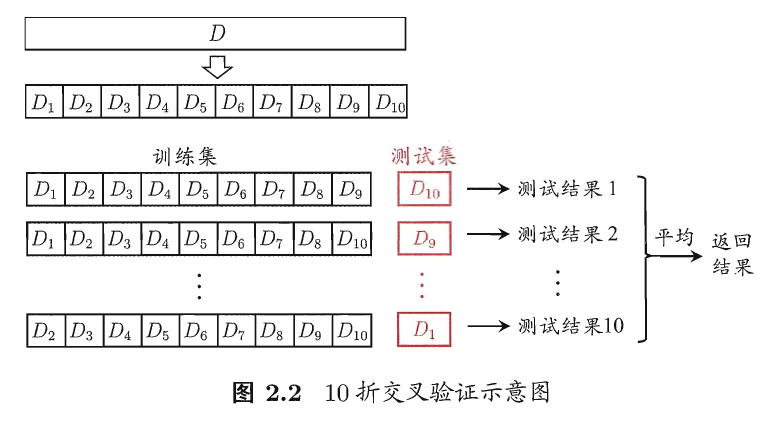 D
D₁ D₂ D₃ D₄ D₅ D₆ D₇ D₈ D₉ D₁₀
训练集 测试集
D₁ D₂ D₃ D₄ D₅ D₆ D₇ D₈ D₉ D₁₀ 测试结果 1
D₁ D₂ D₃ D₄ D₅ D₆ D₇ D₈ D₁₀ D₉ 测试结果 2
平均 返回
结果
⋮ ⋮ ⋮
D₂ D₃ D₄ D₅ D₆ D₇ D₈ D₉ D₁₀ D₁ 测试结果10
图 2.2 10 折交叉验证示意图